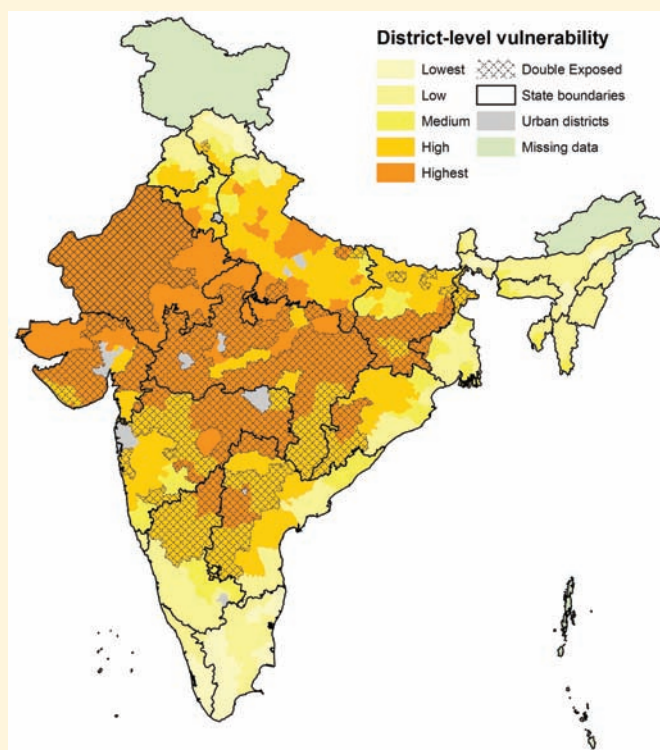 District-level vulnerability
Lowest
Double Exposed
Low
State boundaries
Medium
Urban districts
High
Missing data
Highest